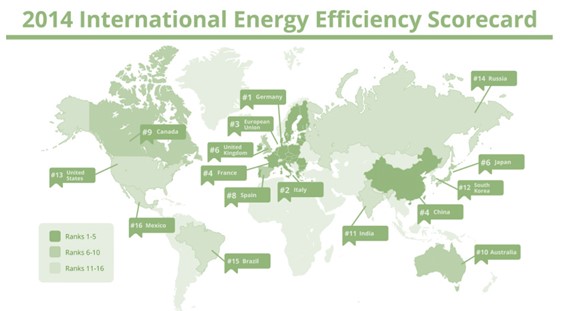 2014 International Energy Efficiency Scorecard
#14 Russia
#1 Germany
#3 European
Union
#9 Canada
#6 United
Kingdom
#6 Japan
#4 France
#13 United
States
#12 South
Korea
#8 Spain
#2 Italy
#4 China
#16 Mexico
#11 India
#10 Australia
#15 Brazil
Ranks 1-5
Ranks 6-10
Ranks 11-16